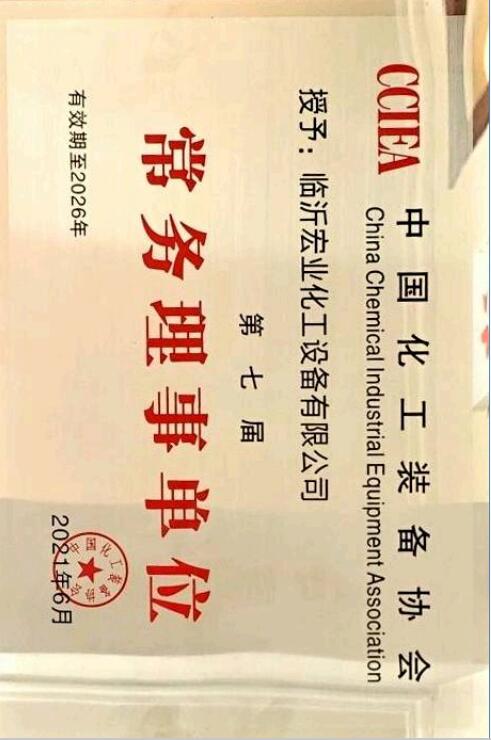 CCIEA
中国化工装备协会
China Chemical Industrial Equipment Association
授予：临沂宏业化工设备有限公司
第七届
常务理事单位
有效期至2026年
2021年6月